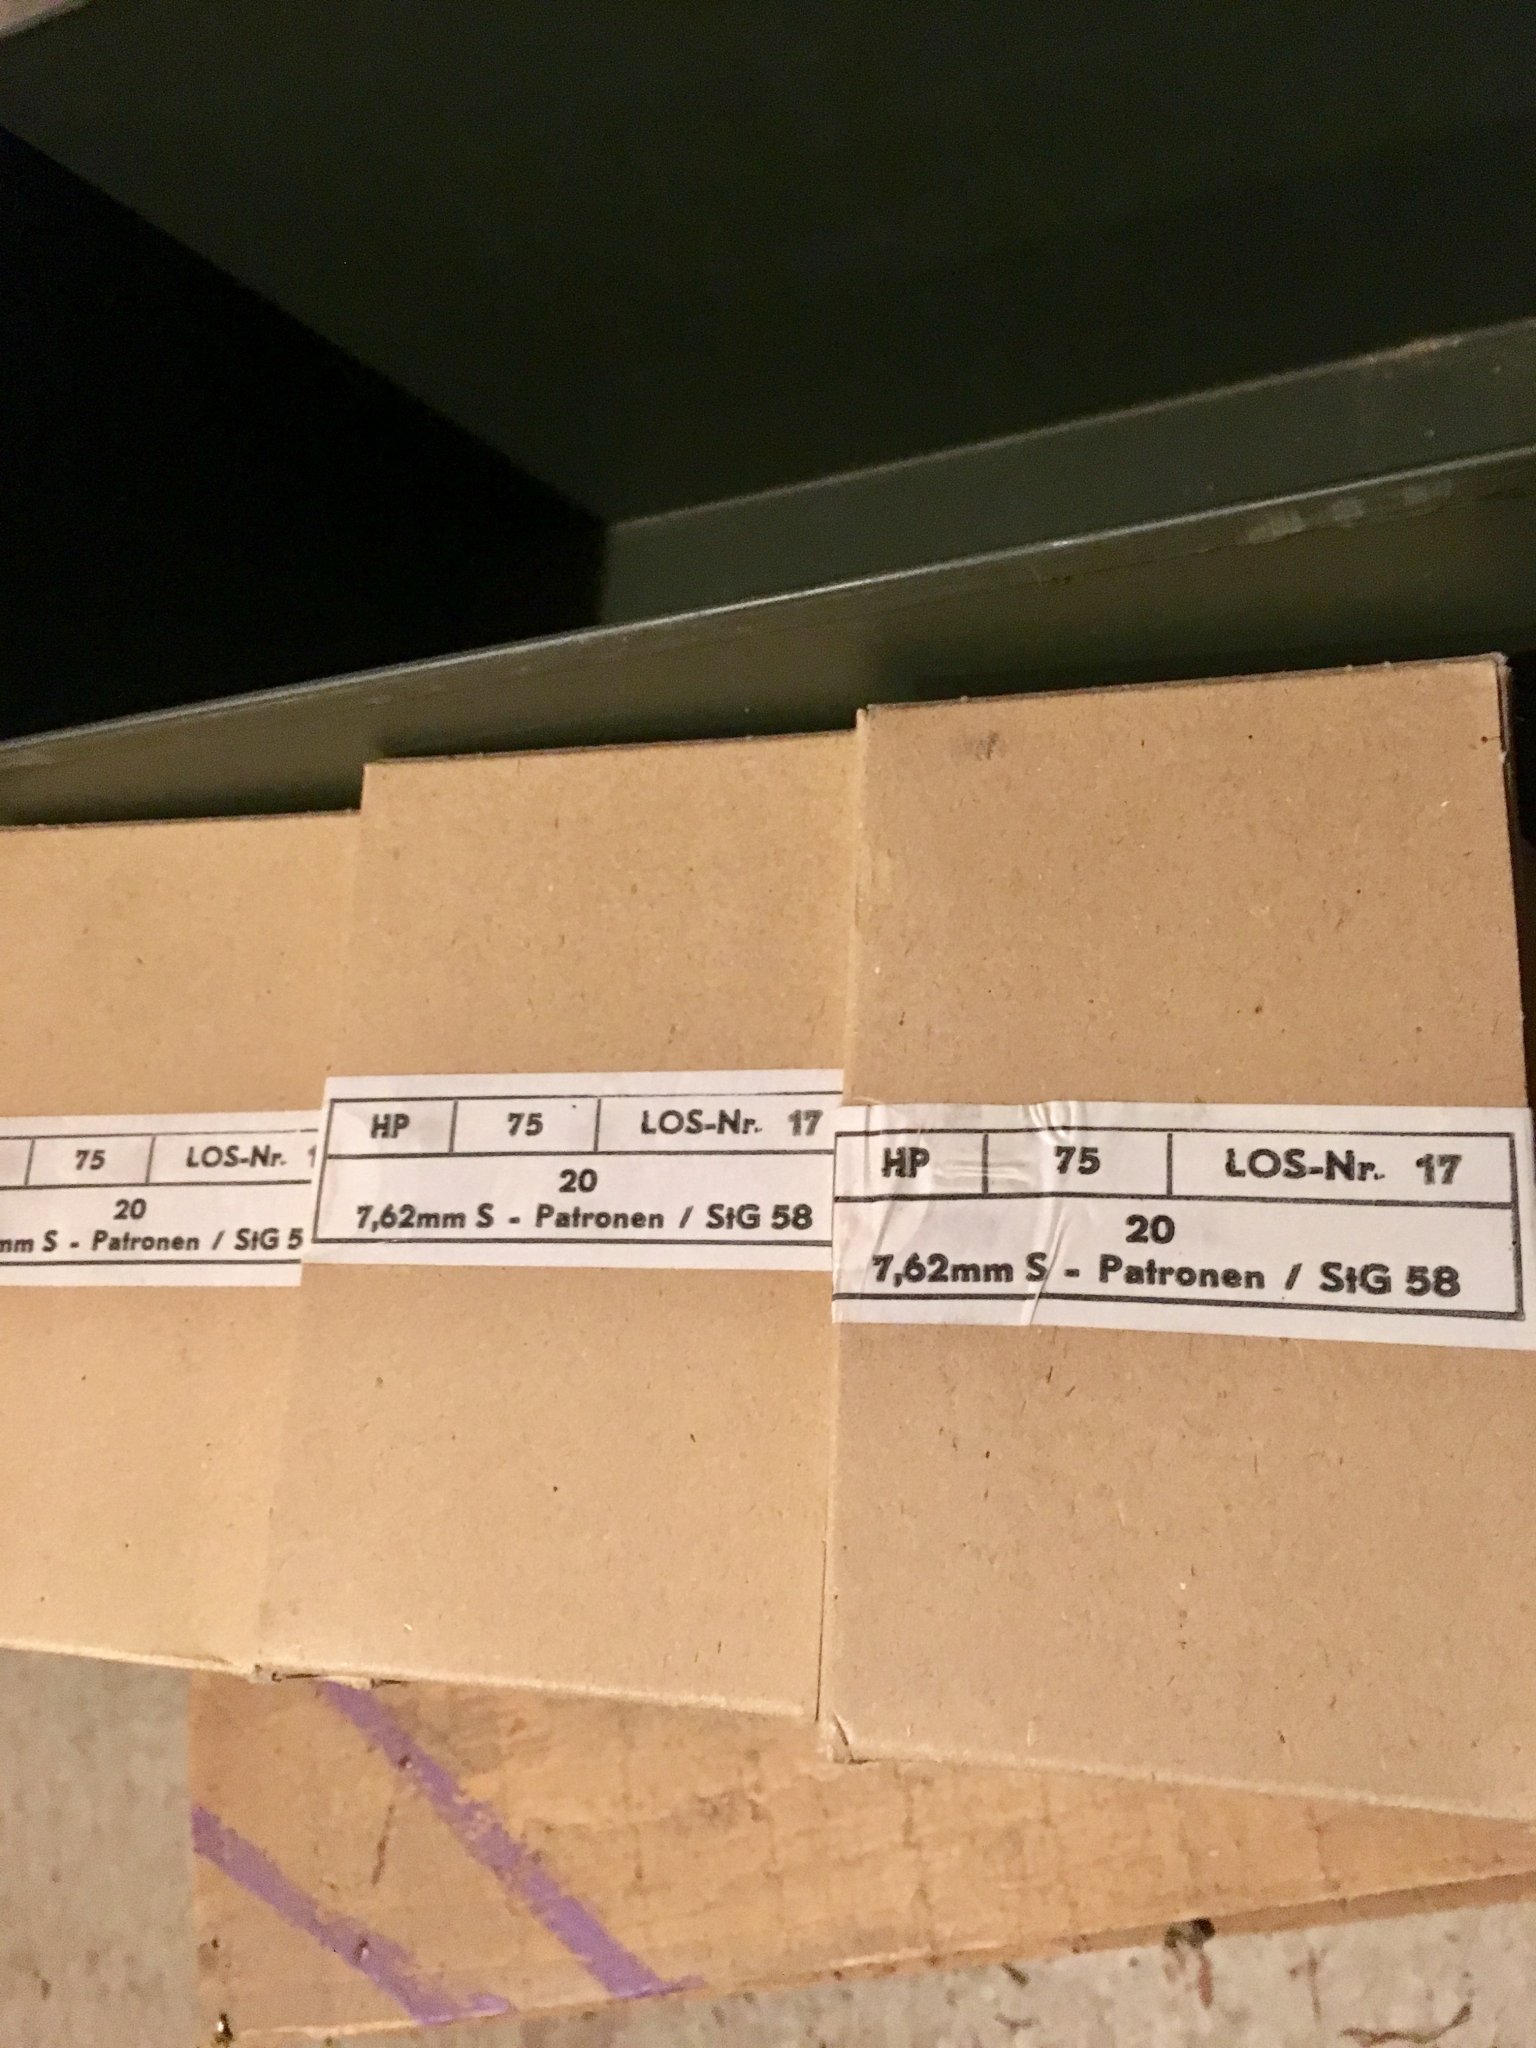 75 LOS-Nr. 1
20
mm S - Patronen / StG 5
HP 75 LOS-Nr. 17
20
7,62mm S - Patronen / StG 58
HP 75 LOS-Nr. 17
20
7,62mm S - Patronen / StG 58